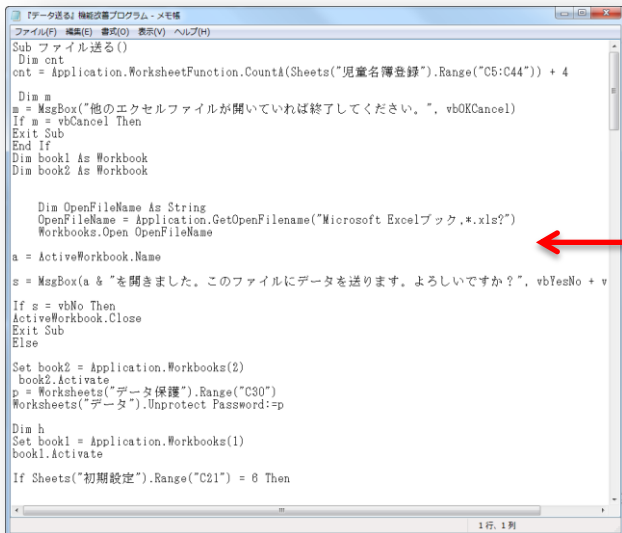 『データ送る』機能改善プログラム - メモ帳
ファイル(F) 編集(E) 書式(O) 表示(V) ヘルプ(H)
Sub ファイル送る()
Dim cnt
cnt = Application.WorksheetFunction.CountA(Sheets("児童名簿登録").Range("C5:C44")) + 4
Dim m
m = MsgBox("他のエクセルファイルが開いていれば終了してください。", vbOKCancel)
If m = vbCancel Then
Exit Sub
End If
Dim book1 As Workbook
Dim book2 As Workbook
Dim OpenFileName As String
OpenFileName = Application.GetOpenFilename("Microsoft Excelブック,*.xls?")
Workbooks.Open OpenFileName
a = ActiveWorkbook.Name
s = MsgBox(a & "を開きました。このファイルにデータを送ります。よろしいですか？", vbYesNo + v
If s = vbNo Then
ActiveWorkbook.Close
Exit Sub
Else
Set book2 = Application.Workbooks(2)
book2.Activate
p = Worksheets("データ保護").Range("C30")
Worksheets("データ").Unprotect Password:=p
Dim h
Set book1 = Application.Workbooks(1)
book1.Activate
If Sheets("初期設定").Range("C21") = 6 Then
1行、1列